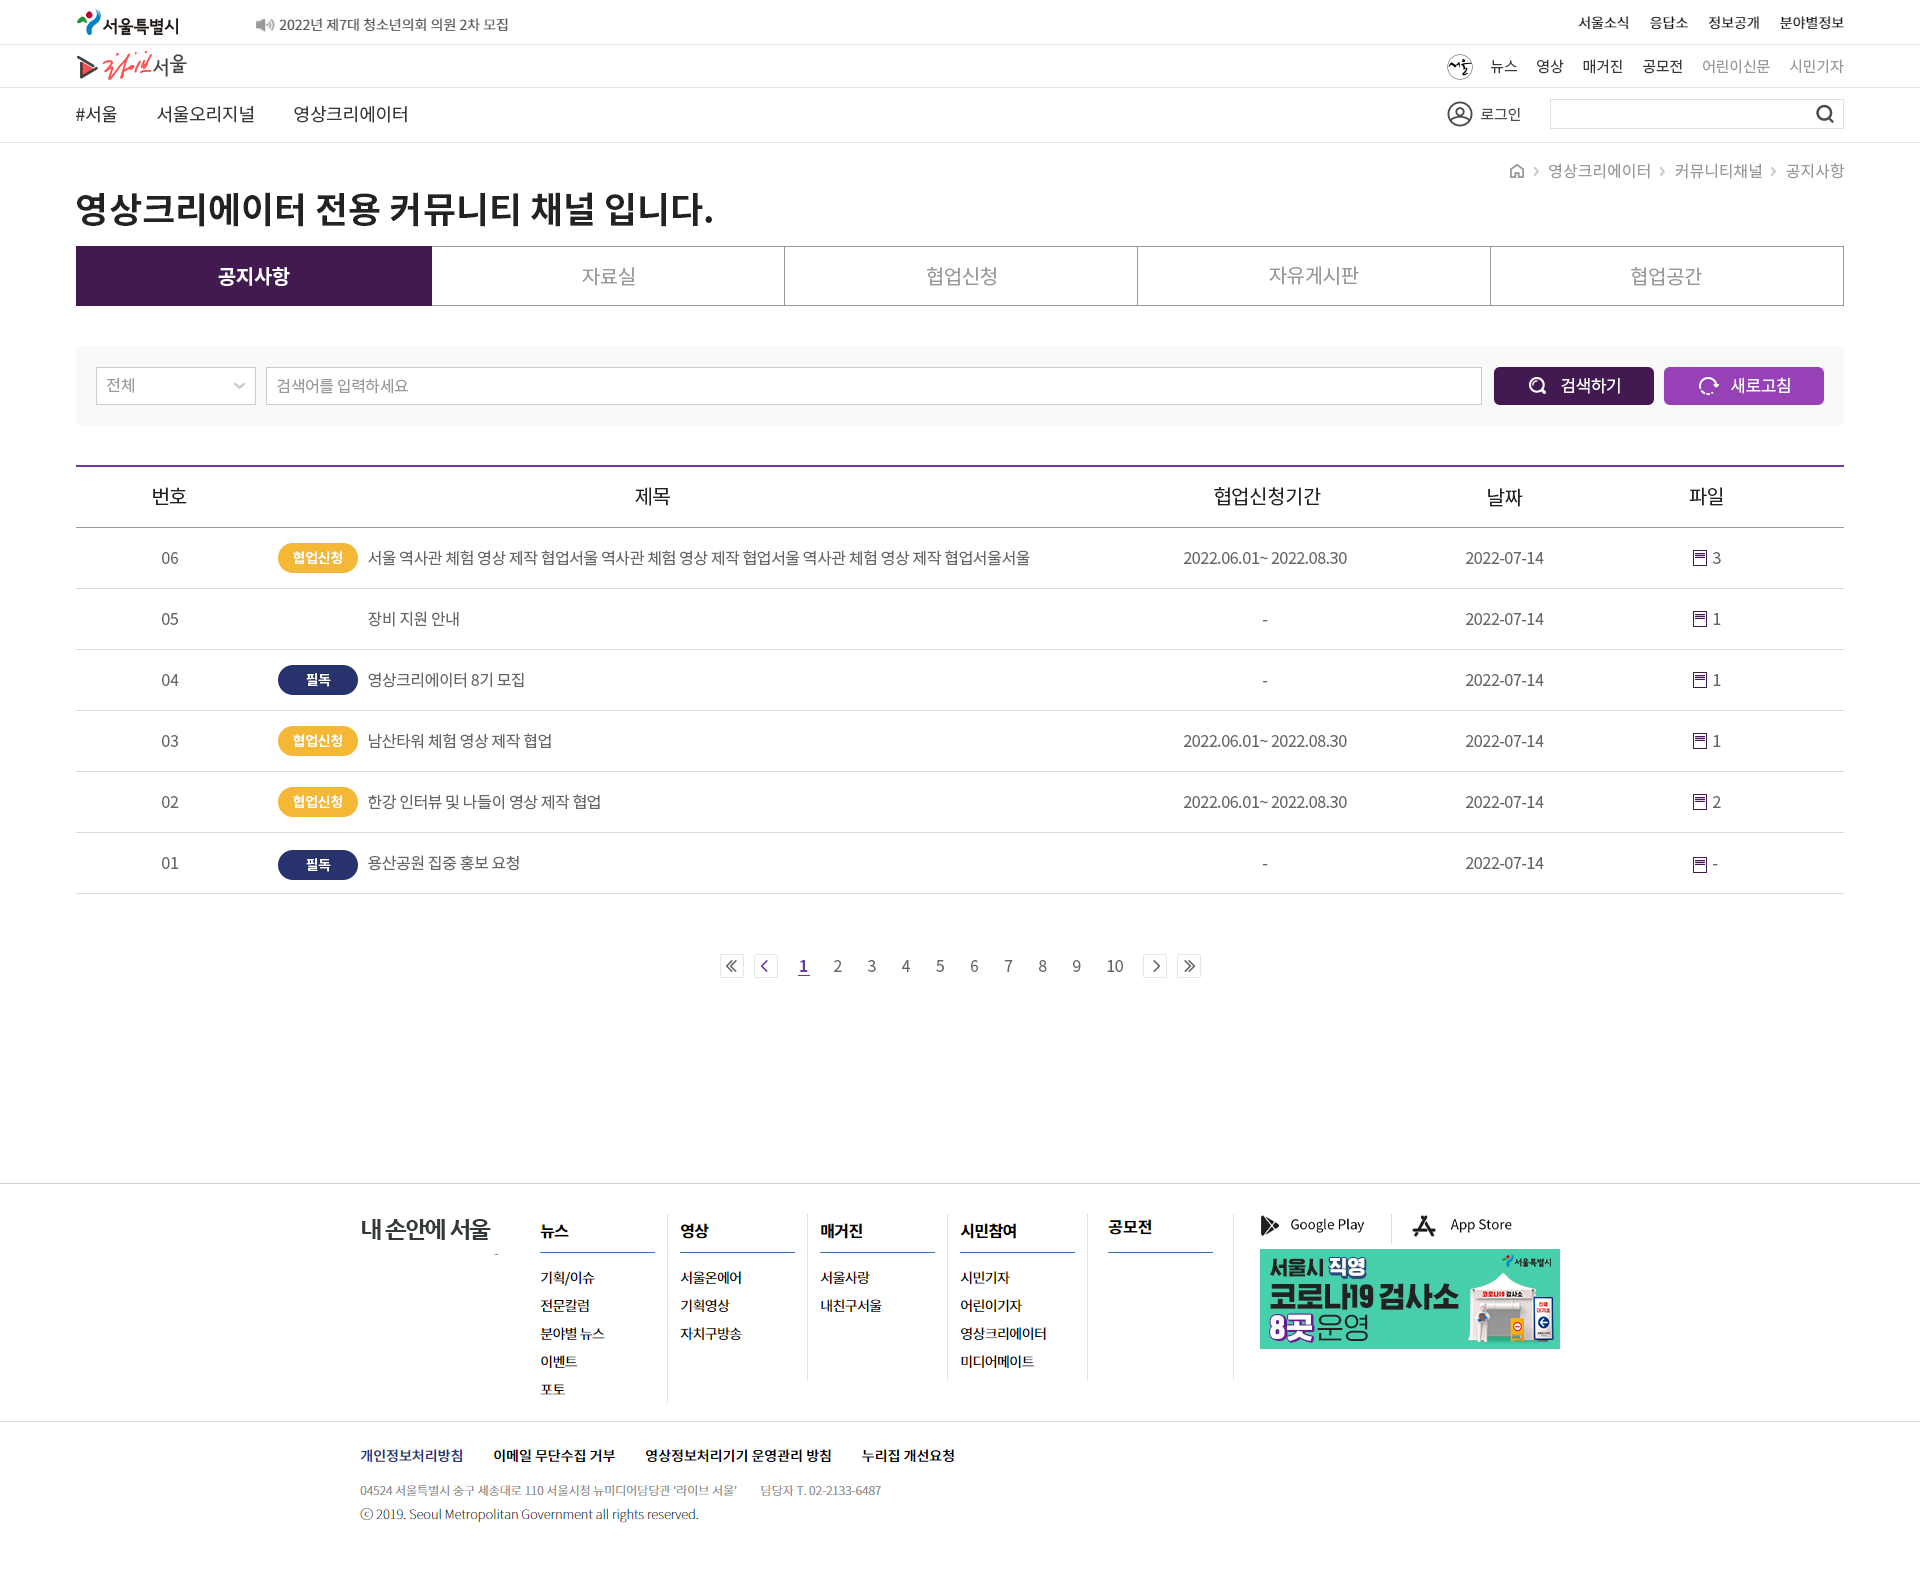 서울특별시
2022년 제7대 청소년의회 의원 2차 모집
서울소식 응답소 정보공개 분야별정보
라이브서울
서울 뉴스 영상 매거진 공모전 어린이신문 시민기자
#서울 서울오리지널 영상크리에이터
로그인
영상크리에이터 커뮤니티채널 공지사항
영상크리에이터 전용 커뮤니티 채널 입니다.
공지사항 자료실 협업신청 자유게시판 협업공간
전체 검색어를 입력하세요 검색하기 새로고침
번호 제목 협업신청기간 날짜 파일
06 협업신청 서울 역사관 체험 영상 제작 협업서울 역사관 체험 영상 제작 협업서울 역사관 체험 영상 제작 협업서울서울 2022.06.01~ 2022.08.30 2022-07-14 3
05 장비 지원 안내 - 2022-07-14 1
04 필독 영상크리에이터 8기 모집 - 2022-07-14 1
03 협업신청 남산타워 체험 영상 제작 협업 2022.06.01~ 2022.08.30 2022-07-14 1
02 협업신청 한강 인터뷰 및 나들이 영상 제작 협업 2022.06.01~ 2022.08.30 2022-07-14 2
01 필독 용산공원 집중 홍보 요청 - 2022-07-14 -
1 2 3 4 5 6 7 8 9 10
내 손안에 서울
뉴스
기획/이슈
전문칼럼
분야별 뉴스
이벤트
포토
영상
서울온에어
기획영상
자치구방송
매거진
서울사랑
내친구서울
시민참여
시민기자
어린이기자
영상크리에이터
미디어메이트
공모전
Google Play App Store
서울특별시
서울시 직영
코로나19 검사소
8곳운영
코로나19 검사소
진료
대기소
개인정보처리방침 이메일 무단수집 거부 영상정보처리기기 운영관리 방침 누리집 개선요청
04524 서울특별시 중구 세종대로 110 서울시청 뉴미디어담당관 '라이브 서울' 담당자 T. 02-2133-6487
ⓒ 2019. Seoul Metropolitan Government all rights reserved.